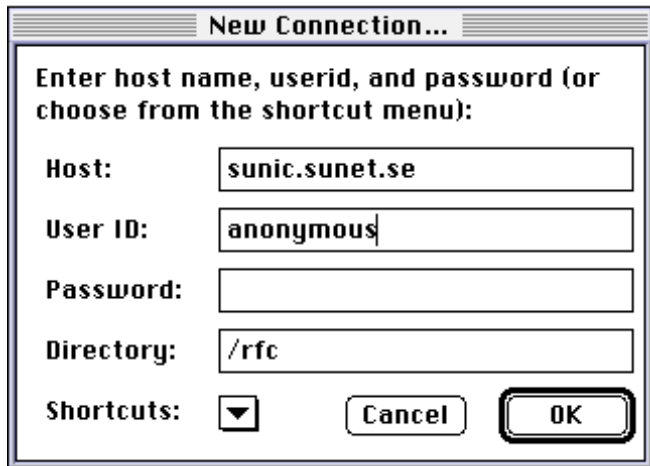 New Connection...
Enter host name, userid, and password (or
choose from the shortcut menu):
Host: sunic.sunet.se
User ID: anonymous
Password:
Directory: /rfc
Shortcuts: Cancel OK